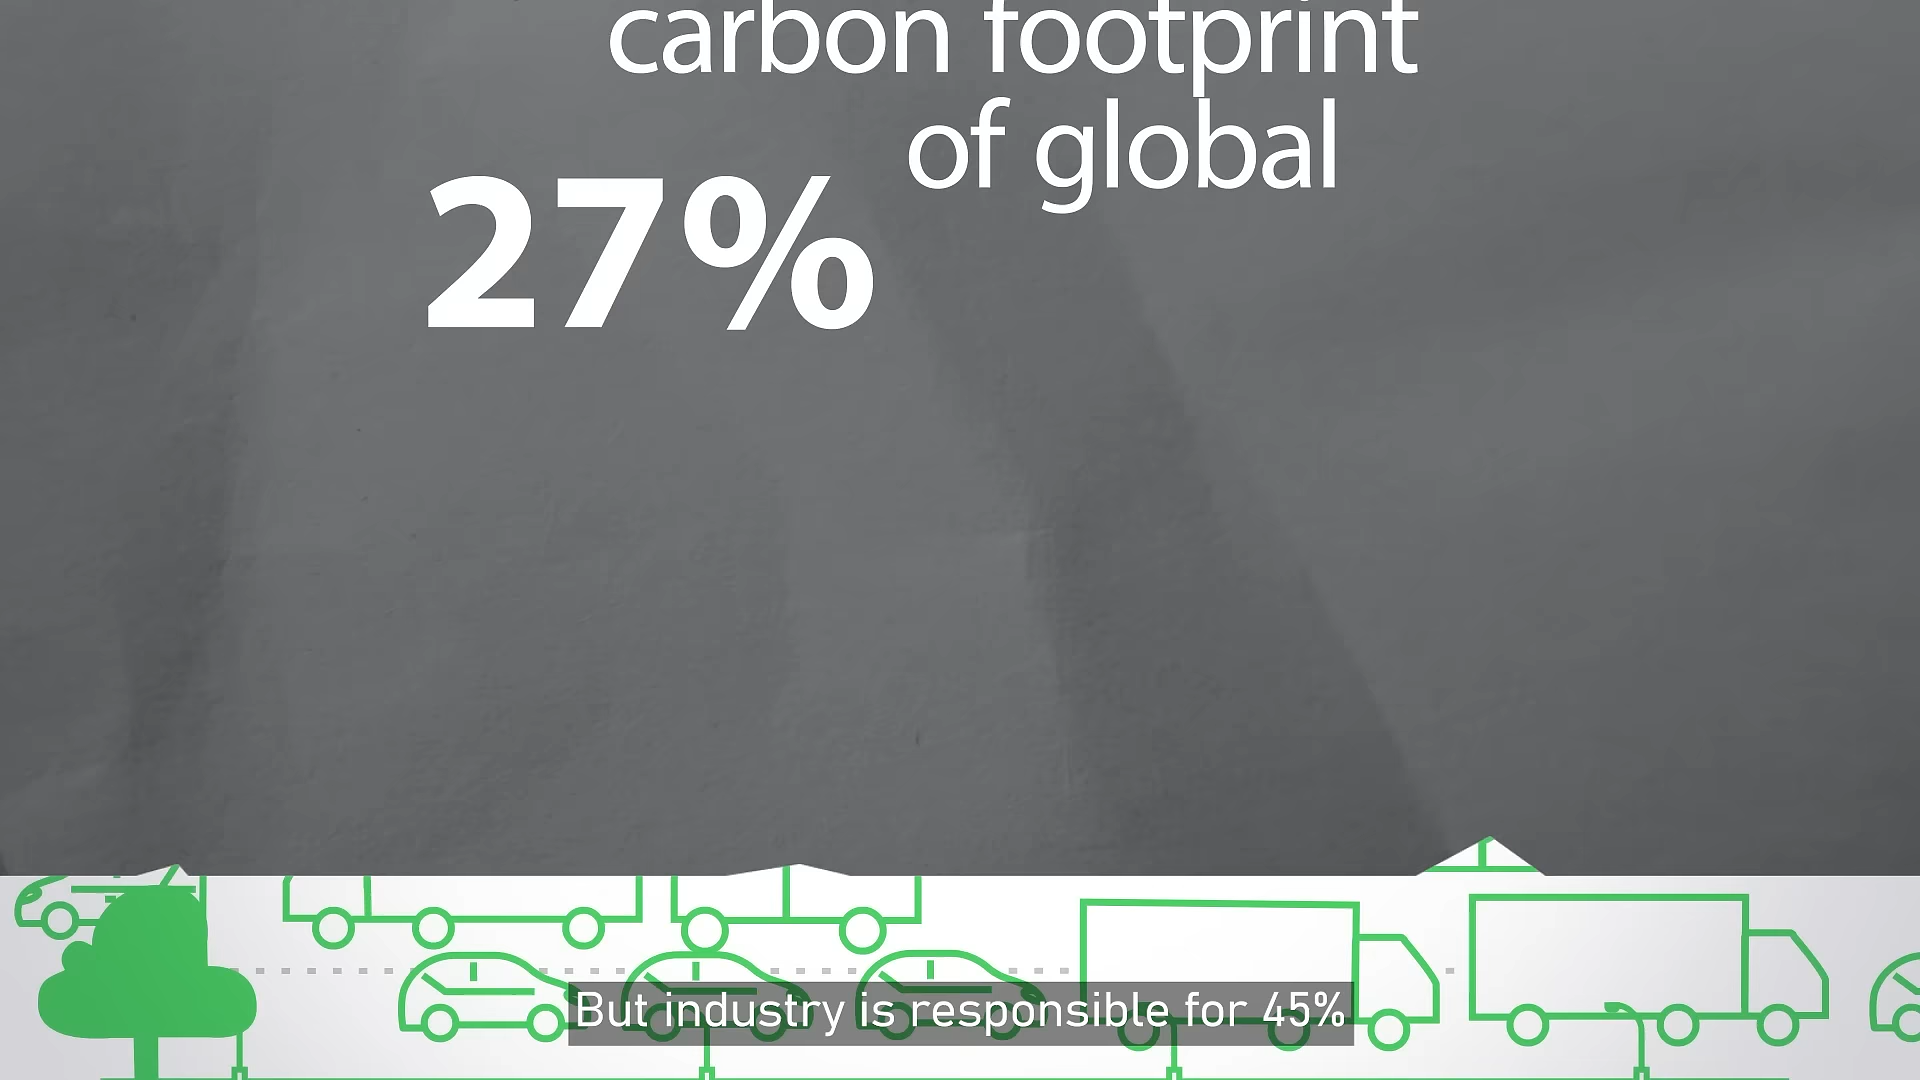 carbon footprint
of global
27%
But industry is responsible for 45%